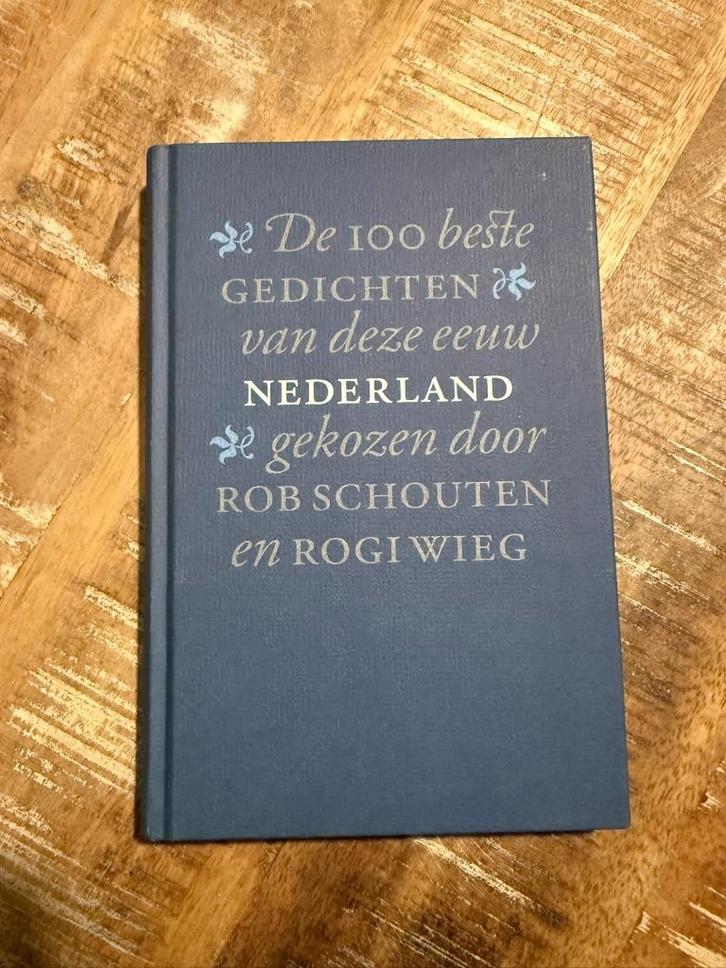 De 100 beste
GEDICHTEN
van deze eeuw
NEDERLAND
gekozen door
ROB SCHOUTEN
en ROGI WIEG